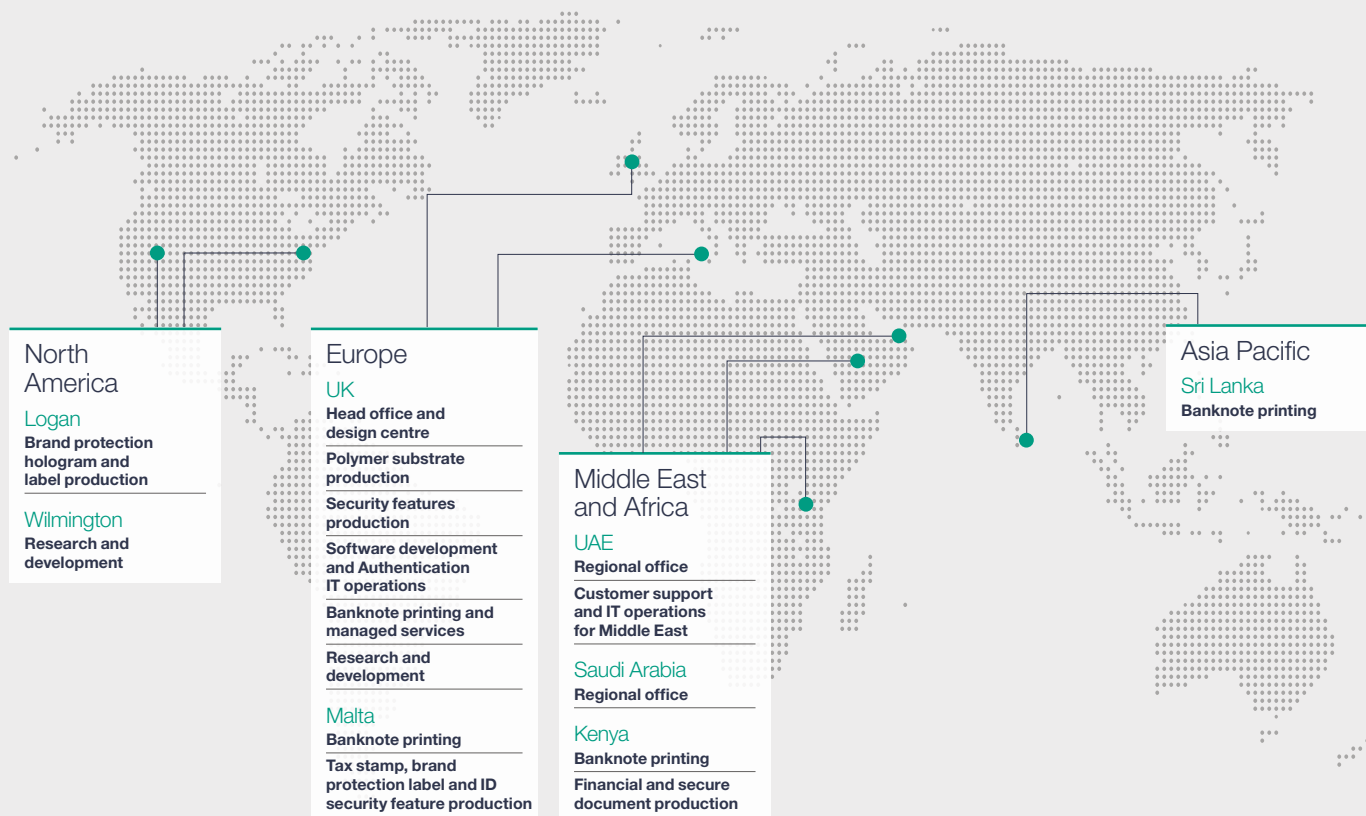 North
America
Logan
Brand protection
hologram and
label production
Wilmington
Research and
development
Europe
UK
Head office and
design centre
Polymer substrate
production
Security features
production
Software development
and Authentication
IT operations
Banknote printing and
managed services
Research and
development
Malta
Banknote printing
Tax stamp, brand
protection label and ID
security feature production
Middle East
and Africa
UAE
Regional office
Customer support
and IT operations
for Middle East
Saudi Arabia
Regional office
Kenya
Banknote printing
Financial and secure
document production
Asia Pacific
Sri Lanka
Banknote printing